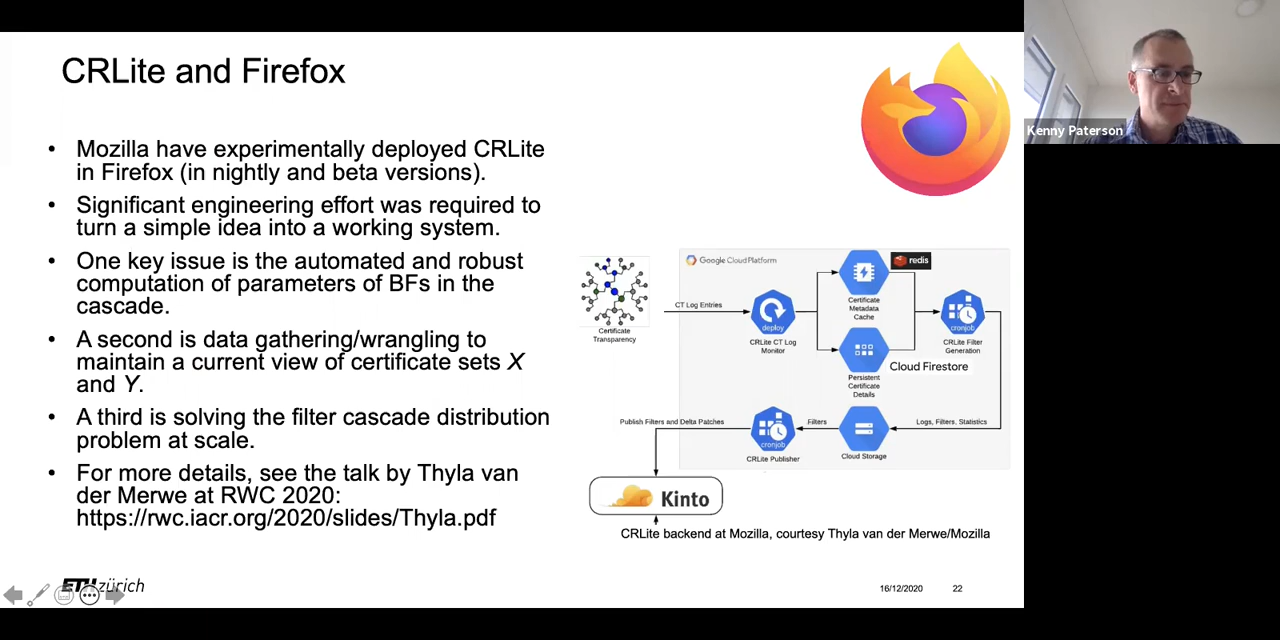 CRLite and Firefox
• Mozilla have experimentally deployed CRLite
in Firefox (in nightly and beta versions).
• Significant engineering effort was required to
turn a simple idea into a working system.
• One key issue is the automated and robust
computation of parameters of BFs in the
cascade.
• A second is data gathering/wrangling to
maintain a current view of certificate sets X
and Y.
• A third is solving the filter cascade distribution
problem at scale.
• For more details, see the talk by Thyla van
der Merwe at RWC 2020:
https://rwc.iacr.org/2020/slides/Thyla.pdf
Kenny Paterson
Google Cloud Platform
redis
Certificate
Transparency
CT Log Entries
deploy
CRLite CT Log
Monitor
Certificate
Metadata
Cache
cronjob
CRLite Filter
Generation
Cloud Firestore
Persistent
Certificate
Details
Publish Filters and Delta Patches
cronjob
CRLite Publisher
Filters
Cloud Storage
Logs, Filters, Statistics
Kinto
CRLite backend at Mozilla, courtesy Thyla van der Merwe/Mozilla
ETH zürich
16/12/2020
22